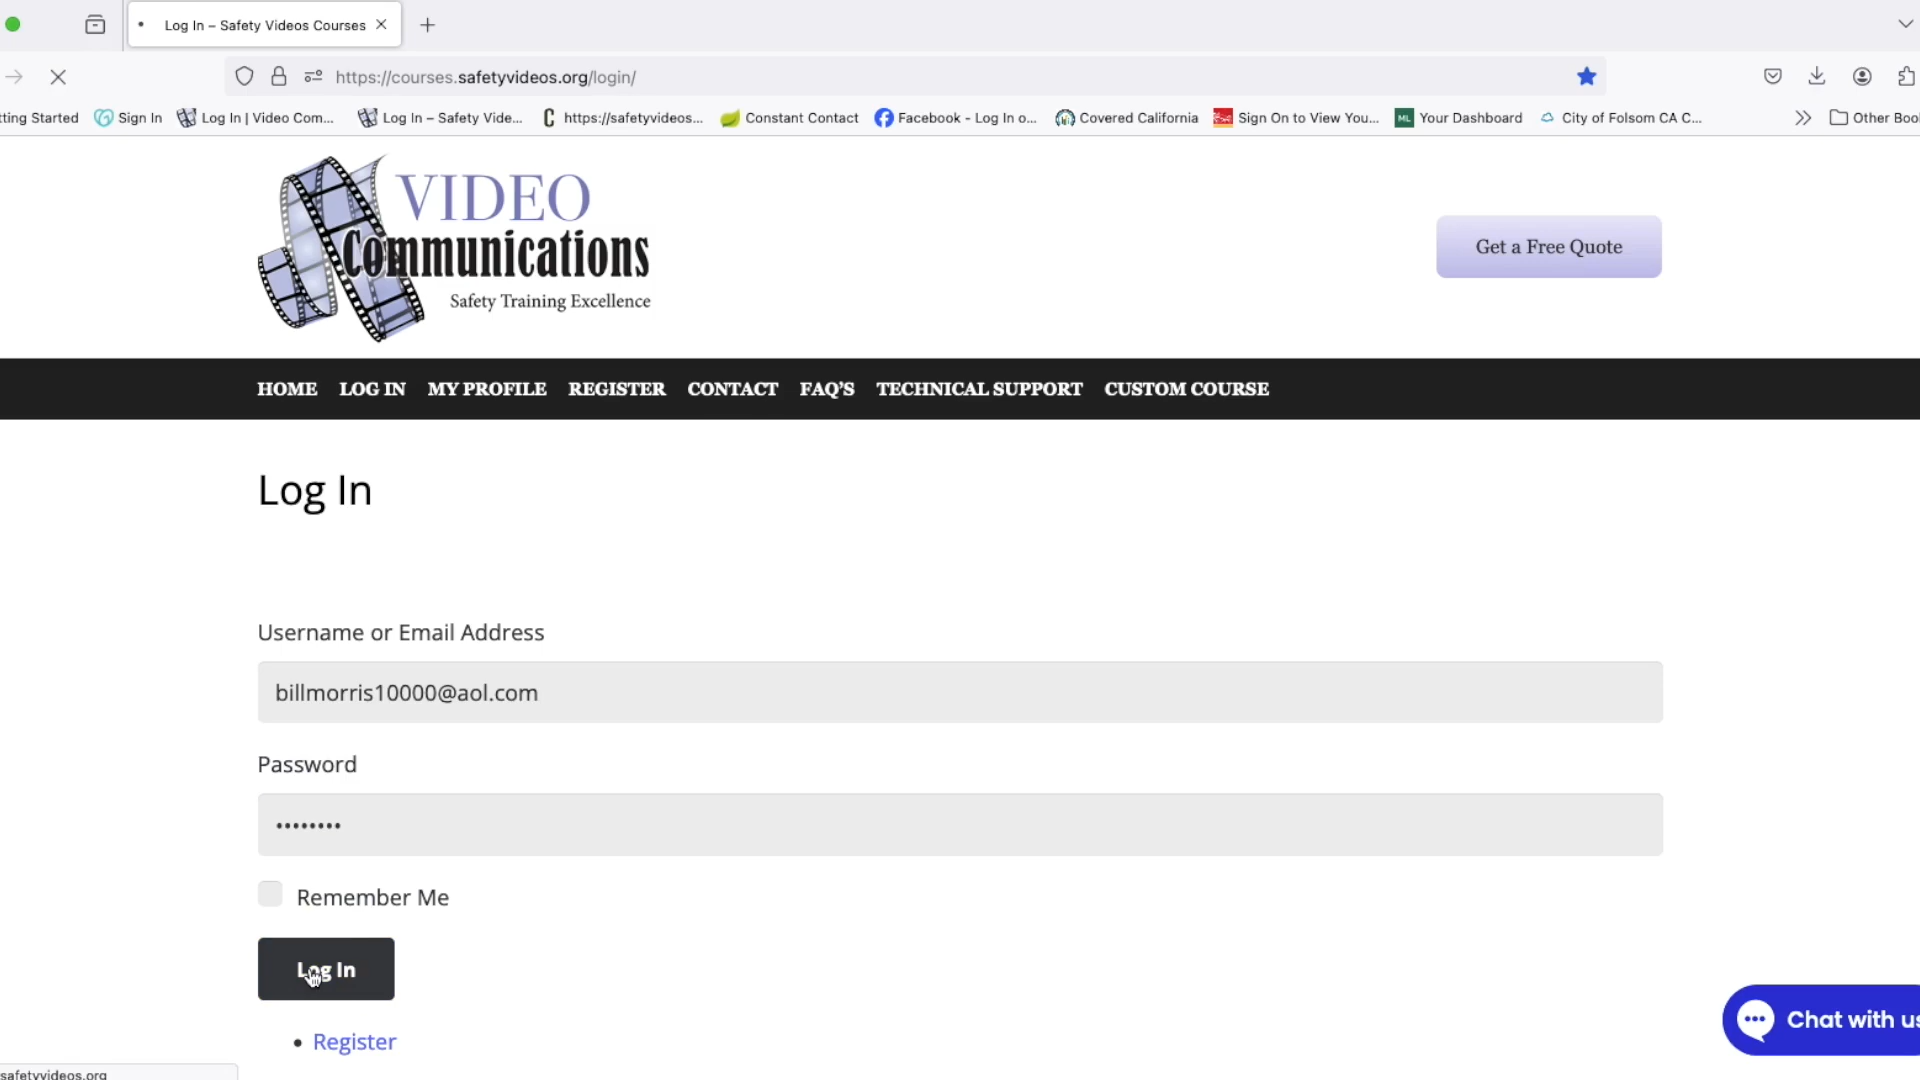 Log In – Safety Videos Courses
https://courses.safetyvideos.org/login/
ting Started Sign In Log In | Video Com... Log In – Safety Vide... https://safetyvideos... Constant Contact Facebook - Log In o... Covered California Sign On to View You... ML Your Dashboard City of Folsom CA C... Other Boo
VIDEO
Communications
Safety Training Excellence
Get a Free Quote
HOME LOG IN MY PROFILE REGISTER CONTACT FAQ'S TECHNICAL SUPPORT CUSTOM COURSE
Log In
Username or Email Address
billmorris10000@aol.com
Password
Remember Me
Log In
Register
Chat with us
safetyvideos.org